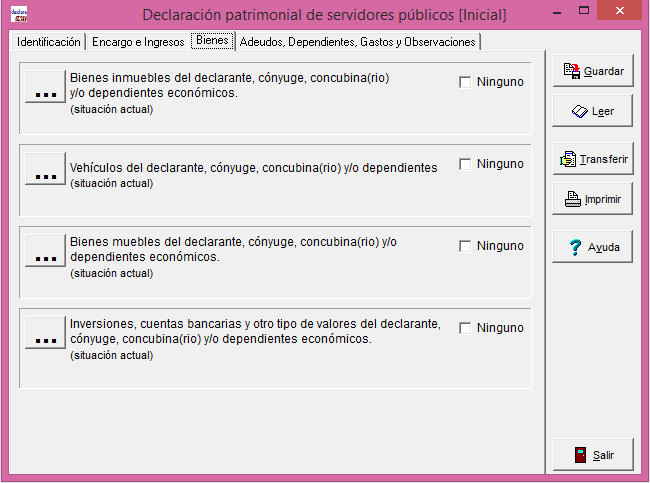 declara
Declaración patrimonial de servidores públicos [Inicial]
Identificación
Encargo e Ingresos
Bienes
Adeudos, Dependientes, Gastos y Observaciones
...
Bienes inmuebles del declarante, cónyuge, concubina(rio)
y/o dependientes económicos.
(situación actual)
Ninguno
...
Vehículos del declarante, cónyuge, concubina(rio) y/o dependientes
(situación actual)
Ninguno
...
Bienes muebles del declarante, cónyuge, concubina(rio) y/o
dependientes económicos.
(situación actual)
Ninguno
...
Inversiones, cuentas bancarias y otro tipo de valores del declarante,
cónyuge, concubina(rio) y/o dependientes económicos.
(situación actual)
Ninguno
Guardar
Leer
Transferir
Imprimir
? Ayuda
Salir